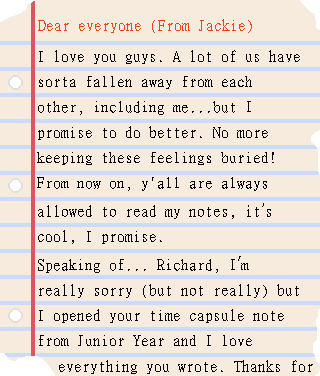 Dear everyone (From Jackie)
I love you guys. A lot of us have
sorta fallen away from each
other, including me...but I
promise to do better. No more
keeping these feelings buried!
From now on, y'all are always
allowed to read my notes, it's
cool, I promise.
Speaking of... Richard, I'm
really sorry (but not really) but
I opened your time capsule note
from Junior Year and I love
everything you wrote. Thanks for